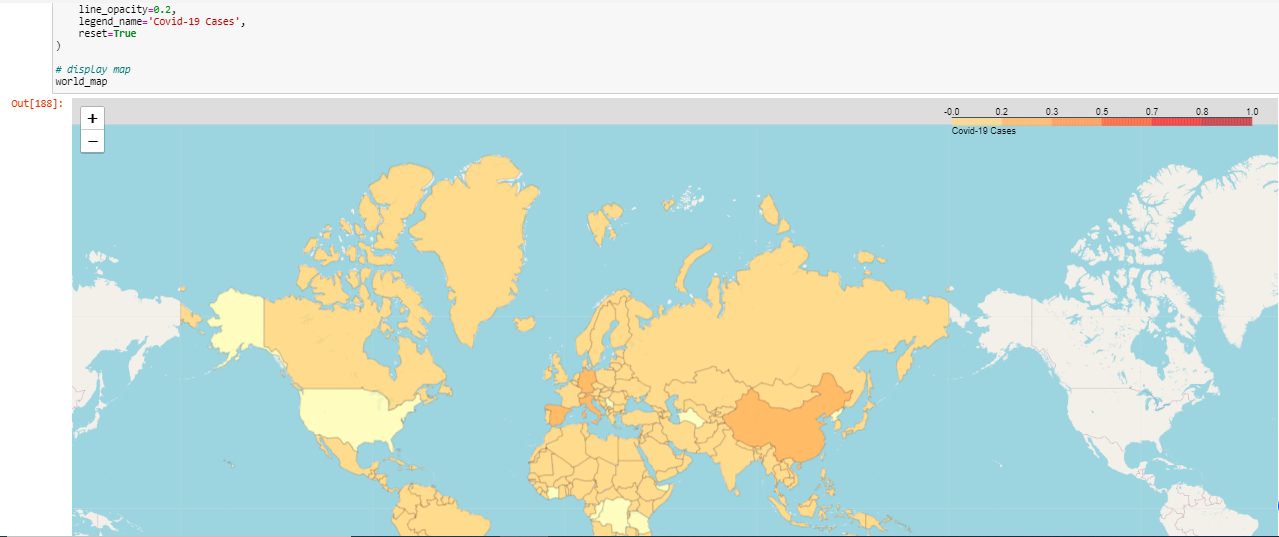 line_opacity=0.2,
legend_name='Covid-19 Cases',
reset=True
)
# display map
world_map
Out[188]:
+
−
-0.0 0.2 0.3 0.5 0.7 0.8 1.0
Covid-19 Cases